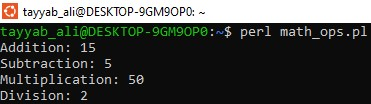 tayyab_ali@DESKTOP-9GM9OP0: ~
tayyab_ali@DESKTOP-9GM9OP0:~$ perl math_ops.pl
Addition: 15
Subtraction: 5
Multiplication: 50
Division: 2